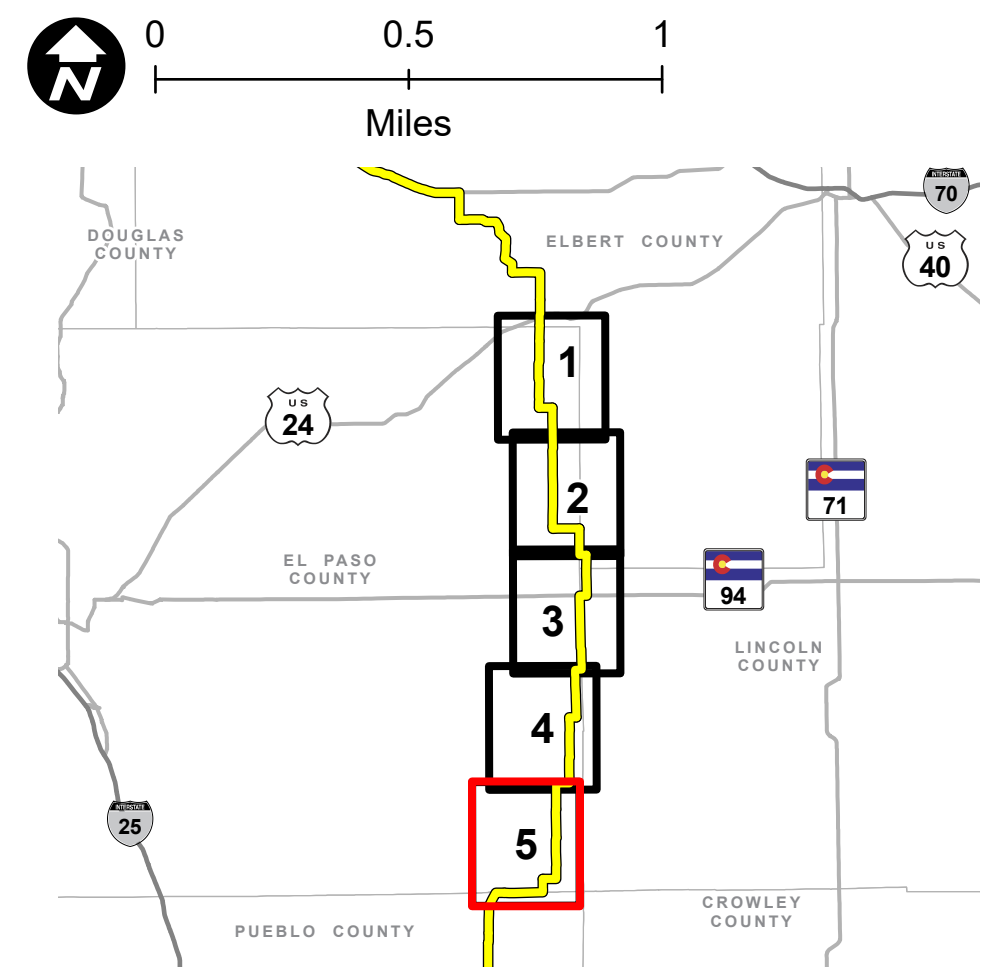 N
0 0.5 1
Miles
INTERSTATE
70
DOUGLAS
COUNTY
ELBERT COUNTY
US
40
1
US
24
2
71
EL PASO
COUNTY
94
3
LINCOLN
COUNTY
4
INTERSTATE
25
5
CROWLEY
COUNTY
PUEBLO COUNTY